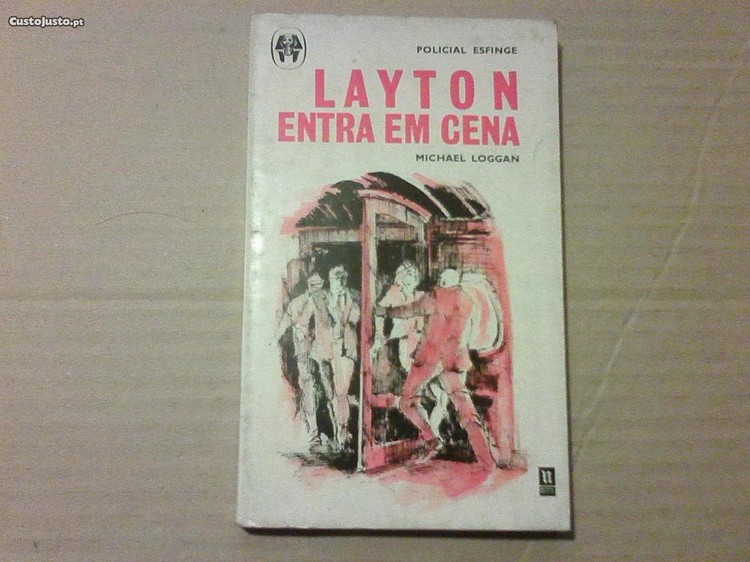 CustoJusto.pt
POLICIAL ESFINGE
LAYTON
ENTRA EM CENA
MICHAEL LOGGAN
n